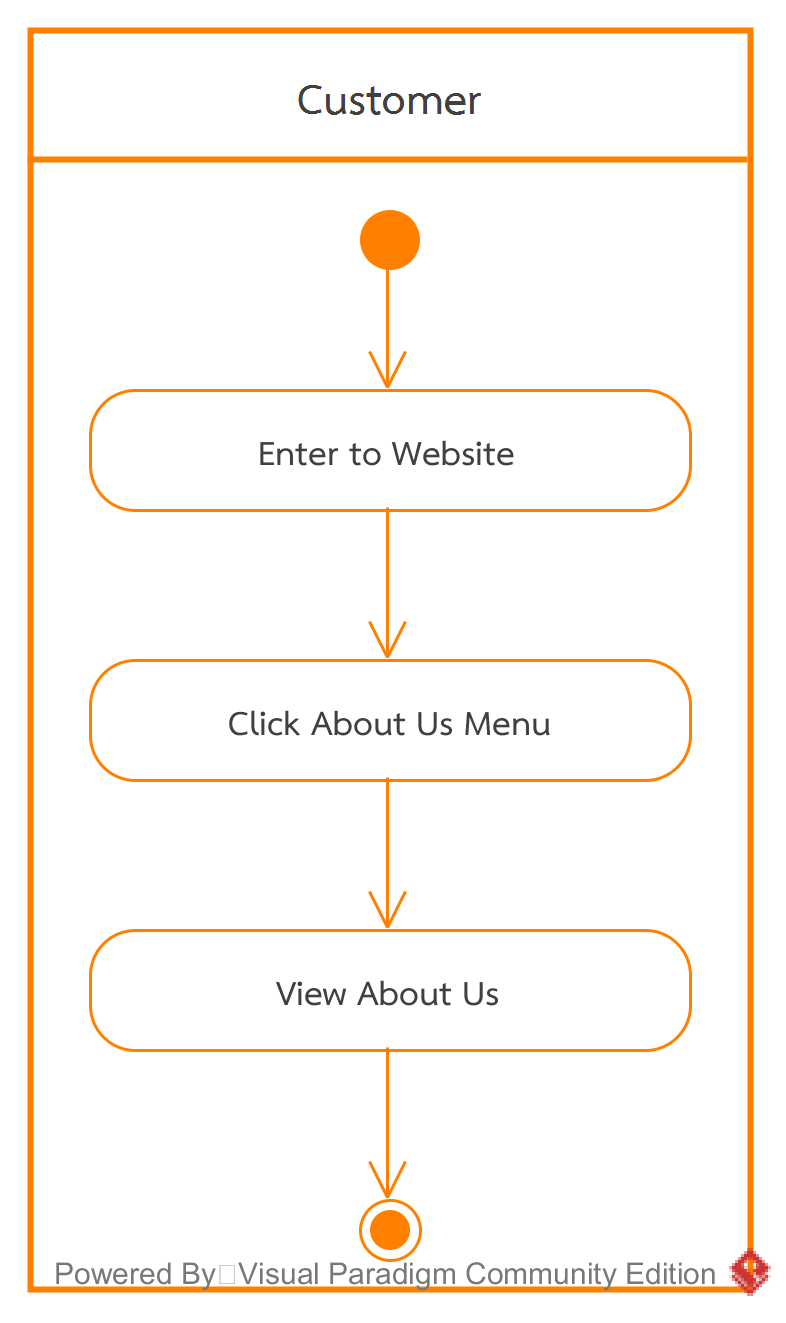 Customer
Enter to Website
Click About Us Menu
View About Us
Powered By Visual Paradigm Community Edition